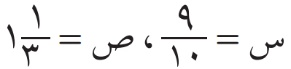 س = ٩/١٠ ، ص = ١ ١/٣